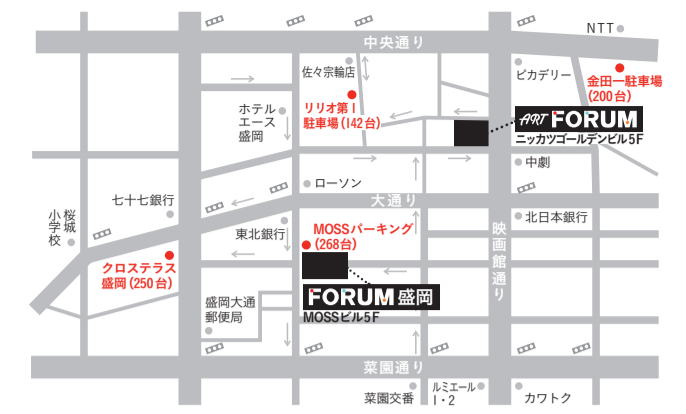 NTT
中央通り
佐々宗輪店
ピカデリー
金田一駐車場
(200台)
リリオ第1
駐車場(142台)
ホテル
エース
盛岡
ART FORUM
ニッカツゴールデンビル5F
中劇
ローソン
大通り
七十七銀行
桜城
小学校
東北銀行
MOSSパーキング
(268台)
北日本銀行
映画館通り
クロステラス
盛岡(250台)
FORUM盛岡
MOSSビル5F
盛岡大通
郵便局
菜園通り
菜園交番
ルミエール
1・2
カワトク